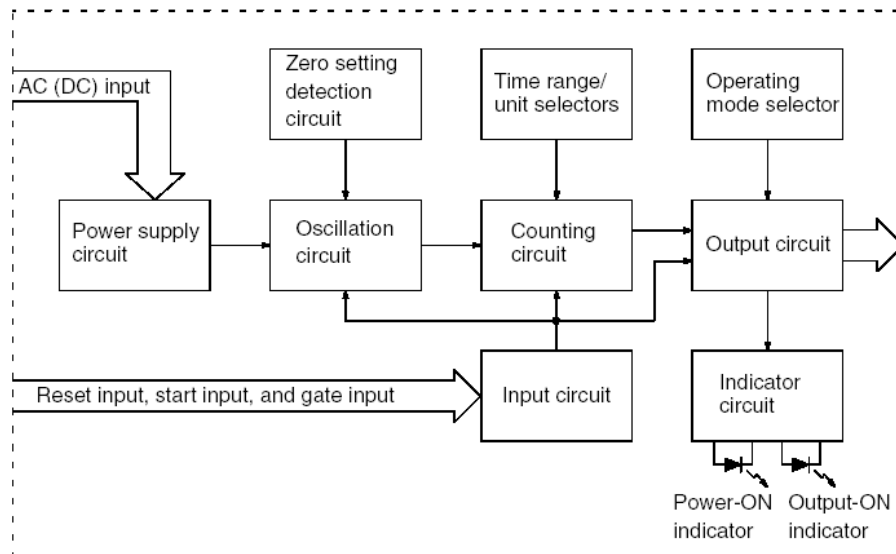 AC (DC) input
Zero setting
detection
circuit
Time range/
unit selectors
Operating
mode selector
Power supply
circuit
Oscillation
circuit
Counting
circuit
Output circuit
Reset input, start input, and gate input
Input circuit
Indicator
circuit
Power-ON
indicator
Output-ON
indicator